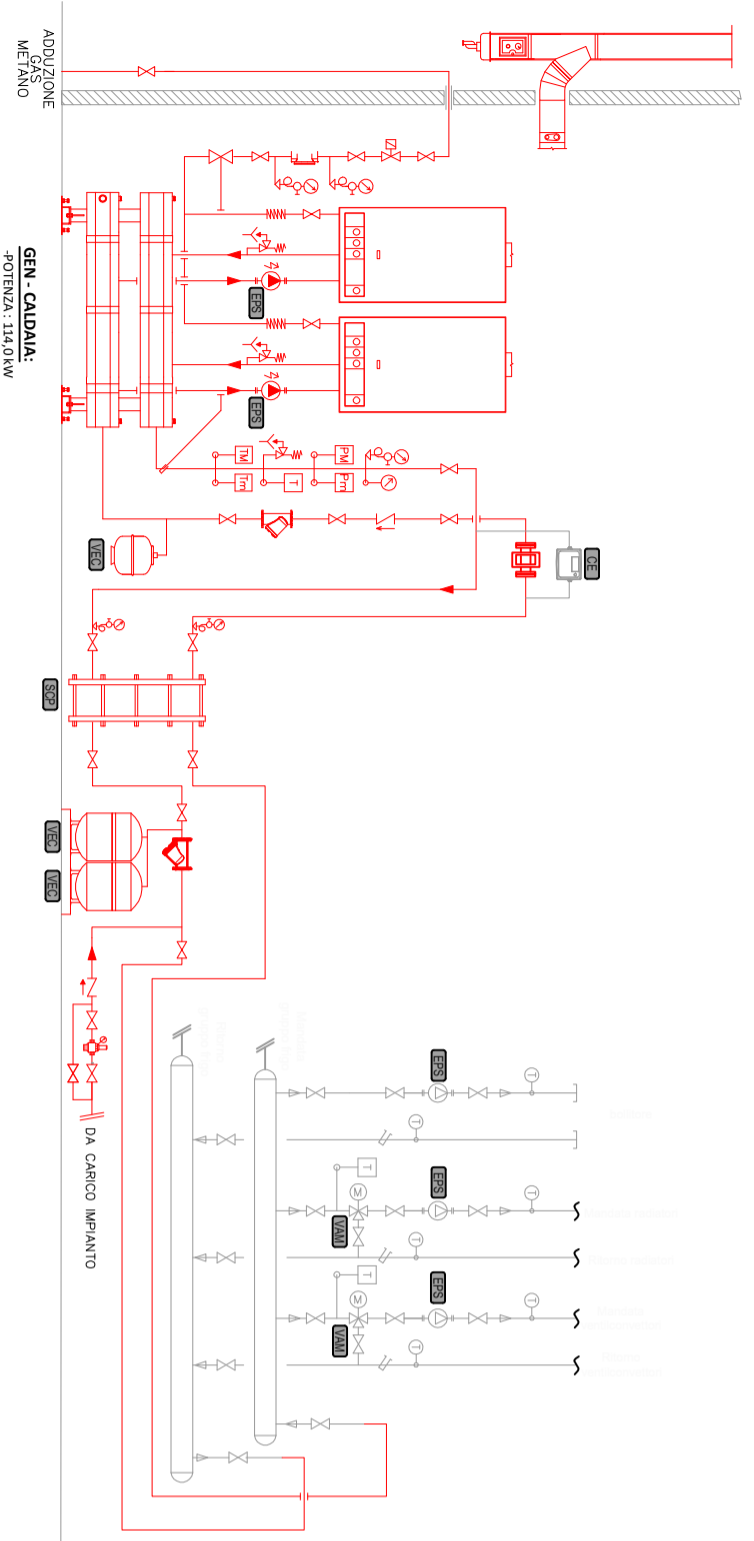 ADDUZIONE
GAS
METANO
GEN - CALDAIA:
-POTENZA : 114,0 kW
EPS
EPS
TM
Tm
T
PM
Pm
VEC
CE
SCP
VEC
VEC
DA CARICO IMPIANTO
EPS
T
T
T
M
VAM
EPS
T
T
T
M
VAM
EPS
T
T